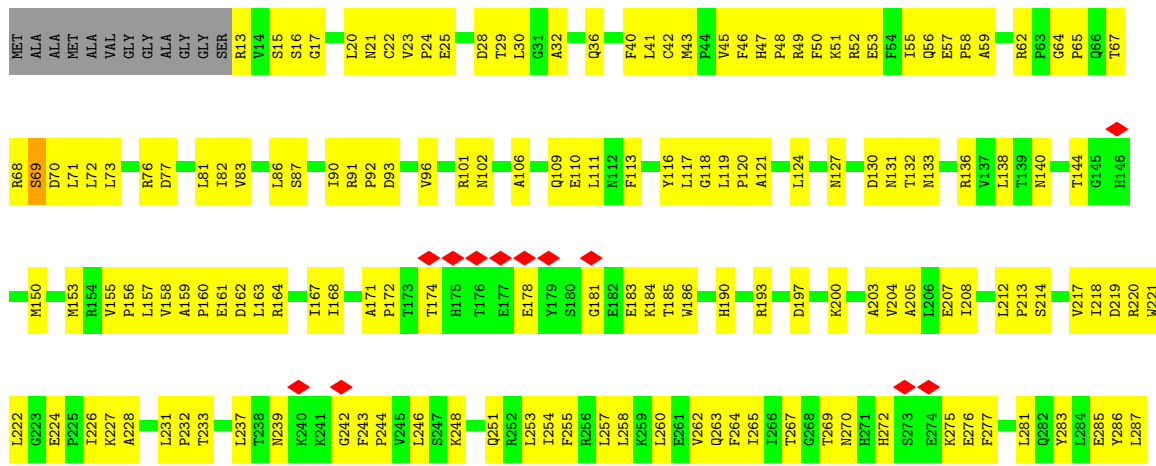 MET ALA ALA MET ALA VAL GLY GLY ALA GLY GLY SER R13 V14 S15 S16 G17 L20 N21 C22 V23 P24 E25 D28 T29 L30 G31 A32 Q36 F40 L41 C42 M43 P44 V45 F46 H47 P48 R49 F50 K51 R52 E53 F54 I55 Q56 E57 P58 A59 R62 P63 G64 P65 Q66 T67
R68 S69 D70 L71 L72 L73 R76 D77 L81 I82 V83 L86 S87 I90 R91 P92 D93 V96 R101 N102 A106 Q109 E110 L111 N112 F113 Y116 L117 G118 L119 P120 A121 L124 N127 D130 N131 T132 N133 R136 V137 L138 T139 N140 T144 G145 H146
M150 M153 R154 V155 P156 L157 V158 A159 P160 E161 D162 L163 R164 I167 I168 A171 P172 T173 T174 H175 T176 E177 E178 Y179 S180 G181 E182 E183 K184 T185 W186 H190 R193 D197 K200 A203 V204 A205 L206 E207 I208 L212 P213 S214 V217 I218 D219 R220 W221
L222 G223 E224 P225 I226 K227 A228 L231 P232 T233 L237 T238 N239 K240 K241 G242 F243 P244 V245 L246 S247 K248 Q251 R252 L253 I254 F255 R256 L257 L258 K259 L260 E261 V262 Q263 F264 I265 I266 T267 G268 T269 N270 H271 H272 S273 E274 K275 E276 F277 L281 Q282 Y283 L284 E285 Y286 L287